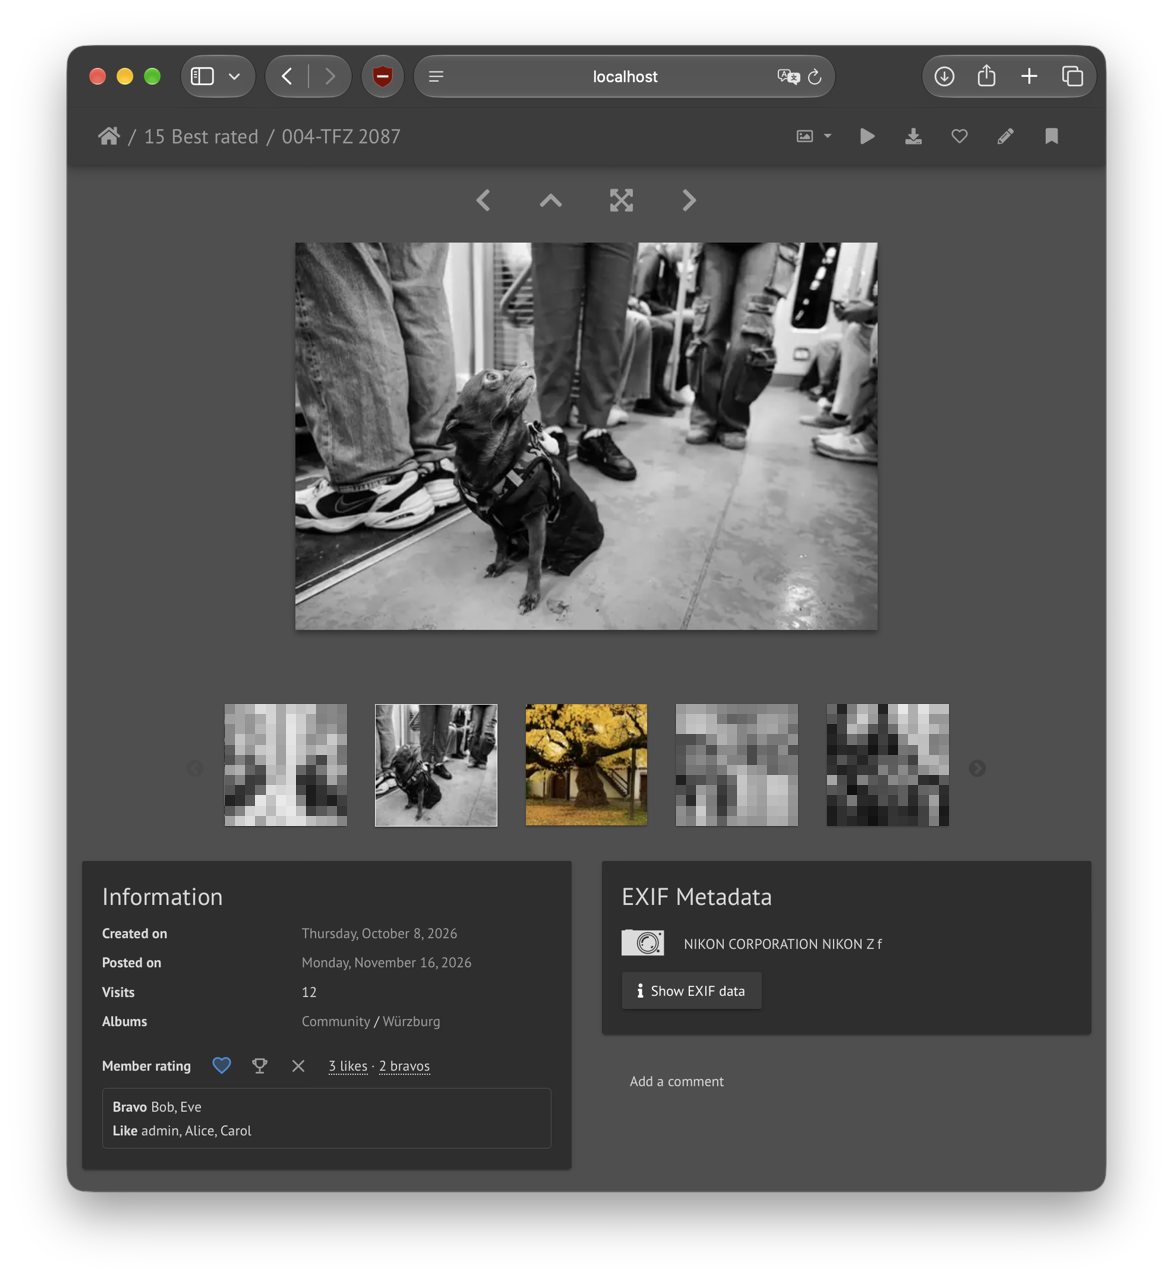 localhost
/ 15 Best rated / 004-TFZ 2087
Information
Created on Thursday, October 8, 2026
Posted on Monday, November 16, 2026
Visits 12
Albums Community / Würzburg
Member rating 3 likes · 2 bravos
Bravo Bob, Eve
Like admin, Alice, Carol
EXIF Metadata
NIKON CORPORATION NIKON Z f
Show EXIF data
Add a comment